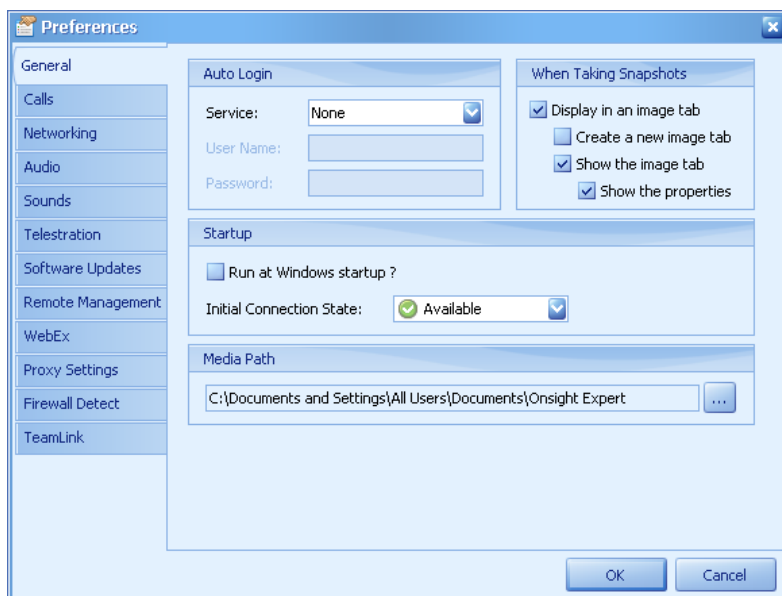 Preferences
General
Calls
Networking
Audio
Sounds
Telestration
Software Updates
Remote Management
WebEx
Proxy Settings
Firewall Detect
TeamLink
Auto Login
Service: None
User Name:
Password:
When Taking Snapshots
Display in an image tab
Create a new image tab
Show the image tab
Show the properties
Startup
Run at Windows startup ?
Initial Connection State: Available
Media Path
C:\Documents and Settings\All Users\Documents\Onsight Expert
...
OK Cancel